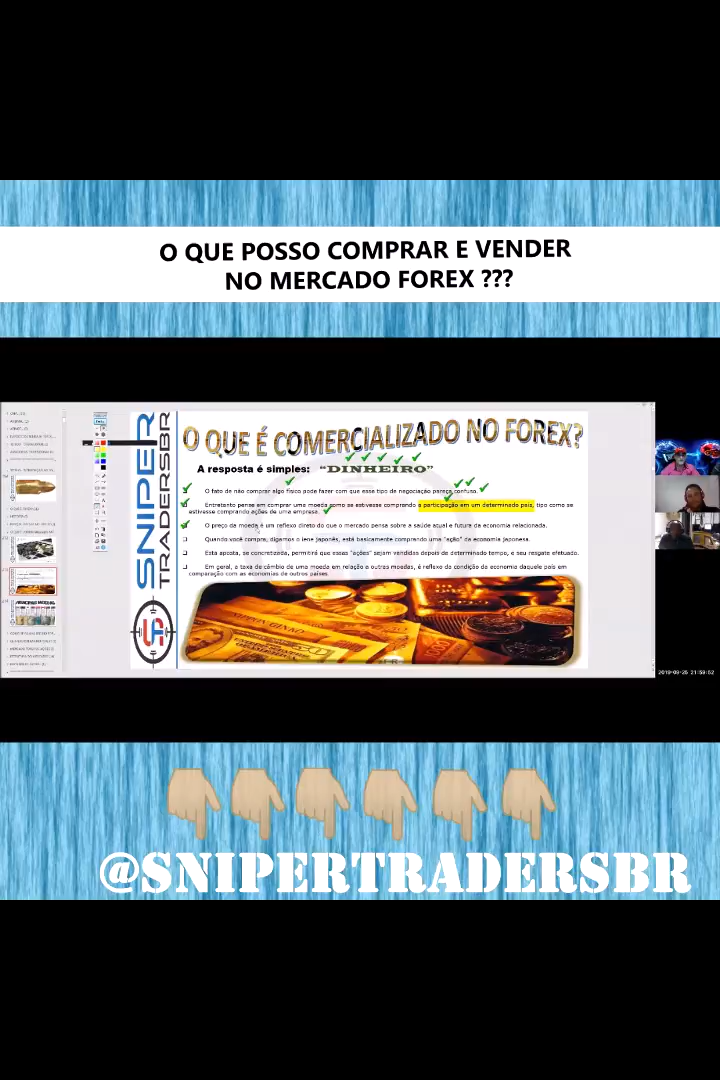 O QUE POSSO COMPRAR E VENDER
NO MERCADO FOREX ???
SNIPER
TRADERSBR
O QUE É COMERCIALIZADO NO FOREX?
A resposta é simples: “DINHEIRO”
O fato de não comprar algo físico pode fazer com que esse tipo de negociação pareça confusa.
Entretanto pense em comprar uma moeda como se estivesse comprando a participação em um determinado país, tipo como se
estivesse comprando ações de uma empresa.
O preço da moeda é um reflexo direto do que o mercado pensa sobre a saúde atual e futura da economia relacionada.
Quando você compra, digamos o iene japonês, está basicamente comprando uma "ação" da economia japonesa.
Esta aposta, se concretizada, permitirá que essas "ações" sejam vendidas depois de determinado tempo, e seu resgate efetuado.
Em geral, a taxa de câmbio de uma moeda em relação a outras moedas, é reflexo da condição da economia daquele país em
comparação com as economias de outros países
2019-09-26 21:59:52
@SNIPERTRADERSBR